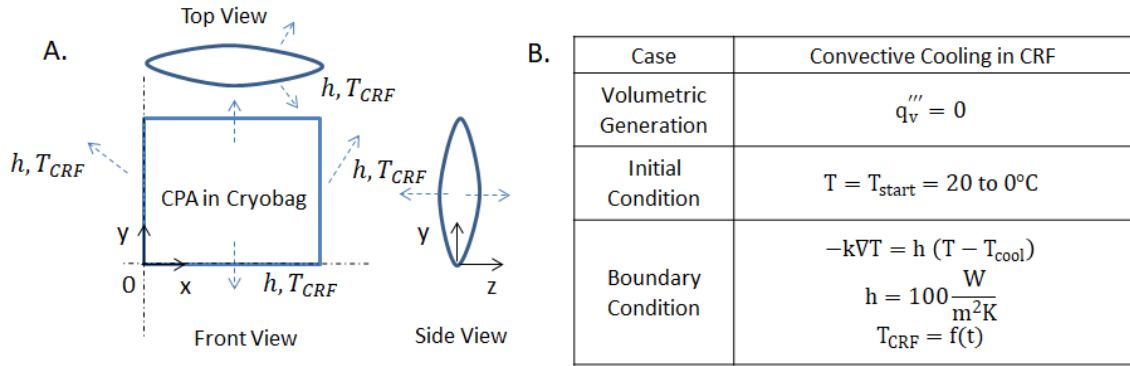 A.
Top View
h, T_CRF
h, T_CRF
h, T_CRF
CPA in Cryobag
y
0
x
h, T_CRF
Front View
y
z
Side View
B.
Case
Convective Cooling in CRF
Volumetric
Generation
q_v''' = 0
Initial
Condition
T = T_start = 20 to 0°C
Boundary
Condition
−k∇T = h (T − T_cool)
h = 100 W/m²K
T_CRF = f(t)